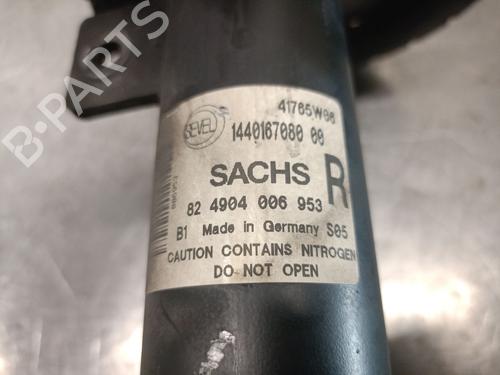 B-PARTS
41765W06
SEVEL
1440167080 00
SACHS R
82 4904 006 953
B1 Made in Germany S05
CAUTION CONTAINS NITROGEN
DO NOT OPEN